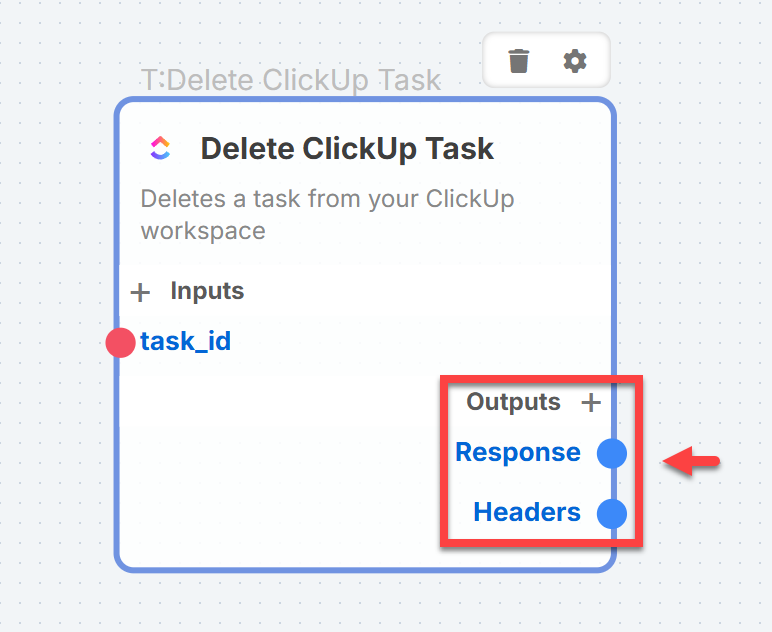 T:Delete ClickUp Task
Delete ClickUp Task
Deletes a task from your ClickUp
workspace
+ Inputs
task_id
Outputs +
Response
Headers